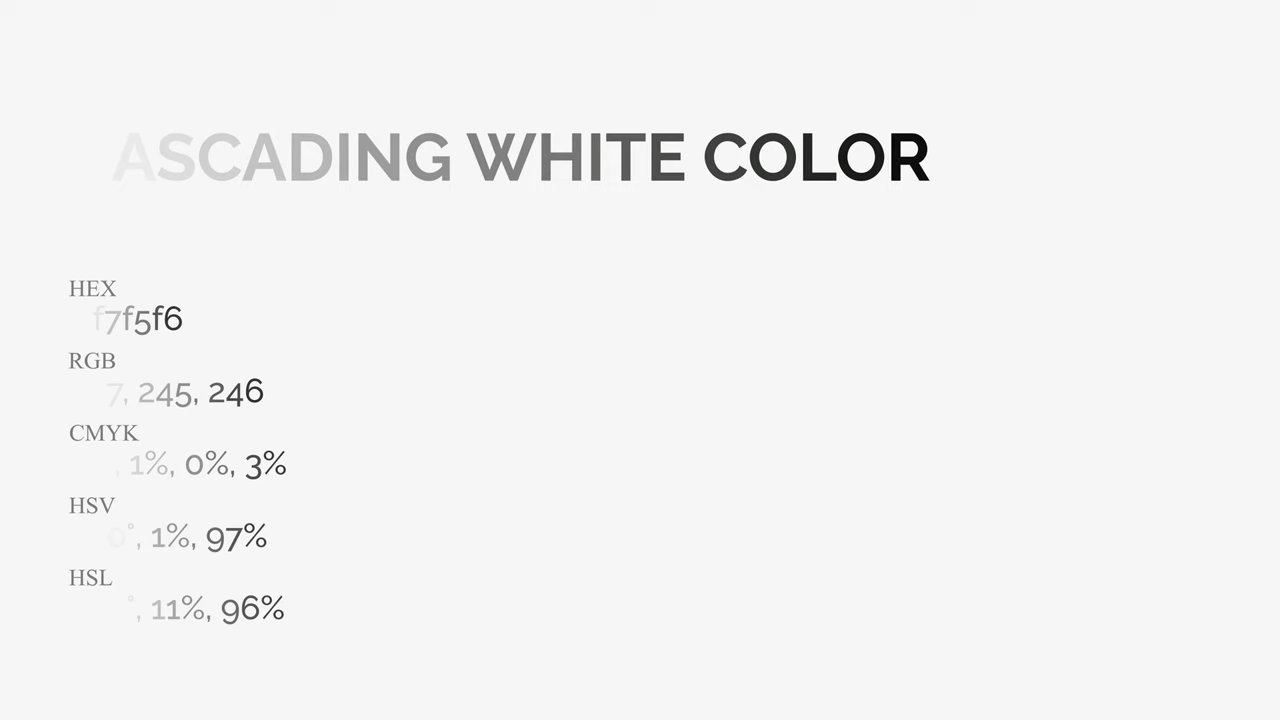 ASCADING WHITE COLOR
HEX
f7f5f6
RGB
7, 245, 246
CMYK
, 1%, 0%, 3%
HSV
0°, 1%, 97%
HSL
°, 11%, 96%